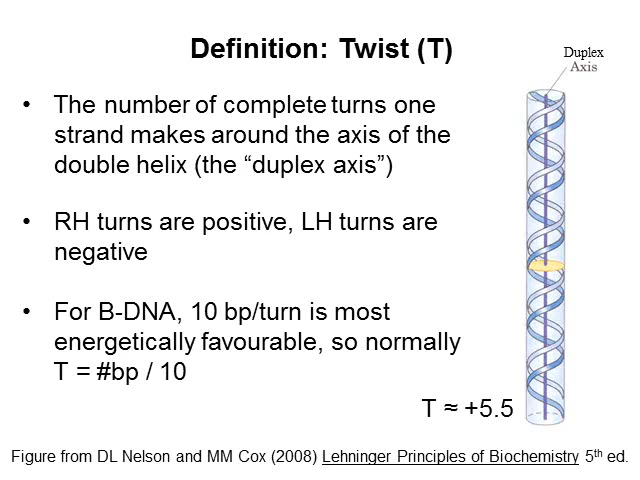 Definition: Twist (T)
Duplex
Axis
• The number of complete turns one
strand makes around the axis of the
double helix (the “duplex axis”)
• RH turns are positive, LH turns are
negative
• For B-DNA, 10 bp/turn is most
energetically favourable, so normally
T = #bp / 10
T ≈ +5.5
Figure from DL Nelson and MM Cox (2008) Lehninger Principles of Biochemistry 5th ed.